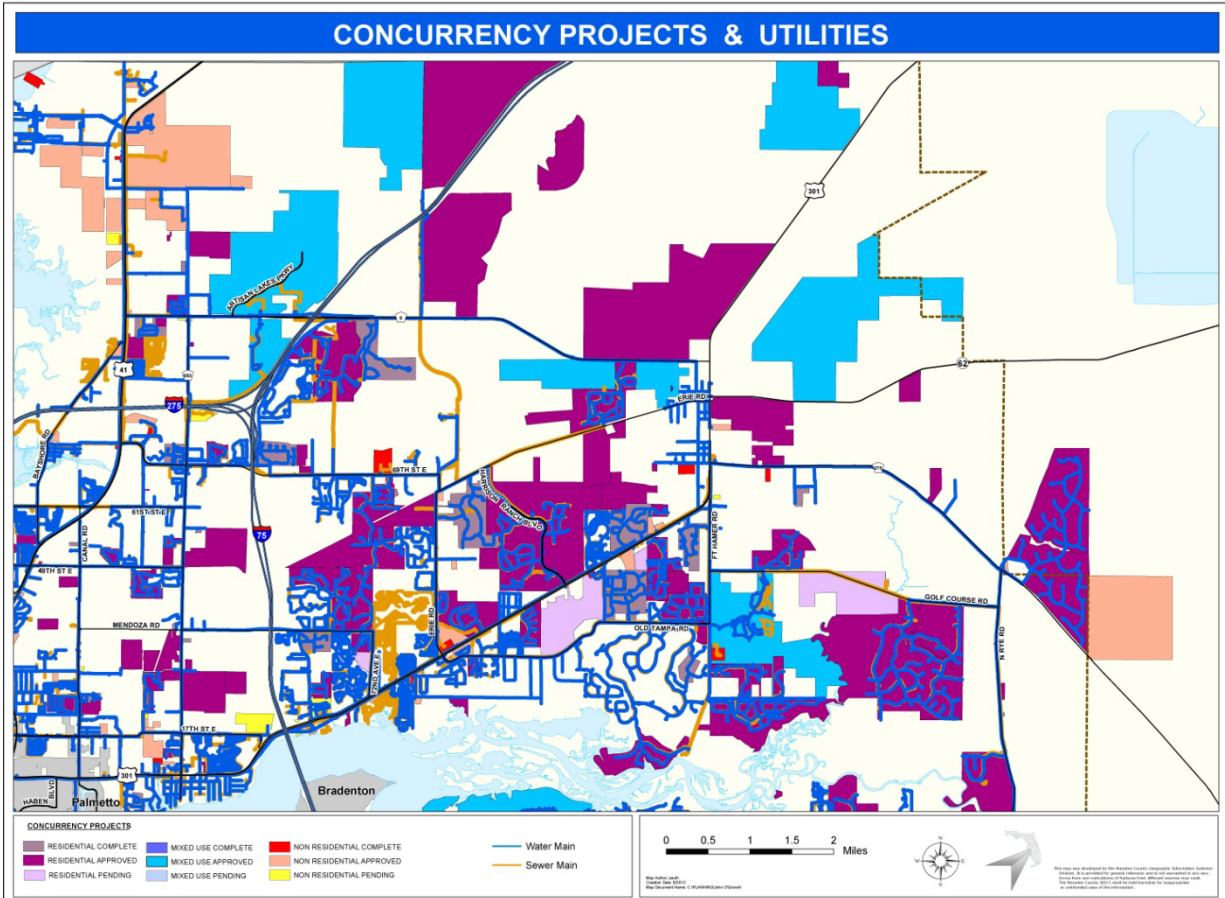 CONCURRENCY PROJECTS & UTILITIES
301
ARTISAN LAKES PKWY
6
41
683
62
275
ERIE RD
BAYSHORE RD
69TH ST E
675
HARRISON RANCH BLVD
61ST ST E
CANAL RD
75
FT HAMER RD
49TH ST E
GOLF COURSE RD
MENDOZA RD
ERIE RD
OLD TAMPA RD
N RYE RD
72ND AVE E
17TH ST E
301
HABEN BLVD
Palmetto
Bradenton
CONCURRENCY PROJECTS
RESIDENTIAL COMPLETE
MIXED USE COMPLETE
NON RESIDENTIAL COMPLETE
RESIDENTIAL APPROVED
MIXED USE APPROVED
NON RESIDENTIAL APPROVED
RESIDENTIAL PENDING
MIXED USE PENDING
NON RESIDENTIAL PENDING
Water Main
Sewer Main
0 0.5 1 1.5 2
Miles
N
W E
S